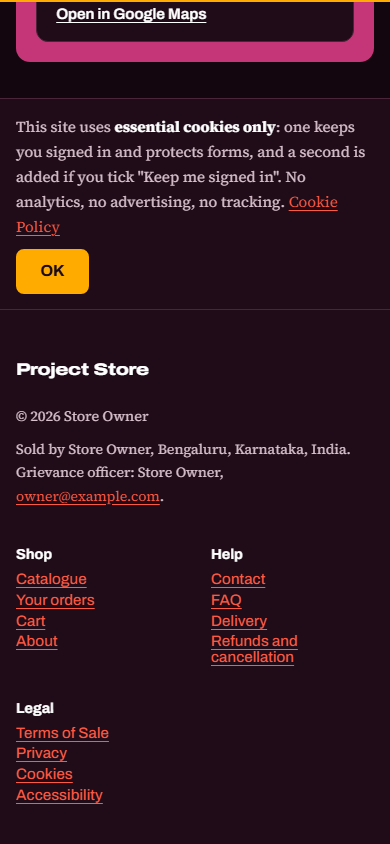 Open in Google Maps
This site uses essential cookies only: one keeps
you signed in and protects forms, and a second is
added if you tick "Keep me signed in". No
analytics, no advertising, no tracking. Cookie
Policy
OK
Project Store
© 2026 Store Owner
Sold by Store Owner, Bengaluru, Karnataka, India.
Grievance officer: Store Owner,
owner@example.com.
Shop
Catalogue
Your orders
Cart
About
Help
Contact
FAQ
Delivery
Refunds and
cancellation
Legal
Terms of Sale
Privacy
Cookies
Accessibility